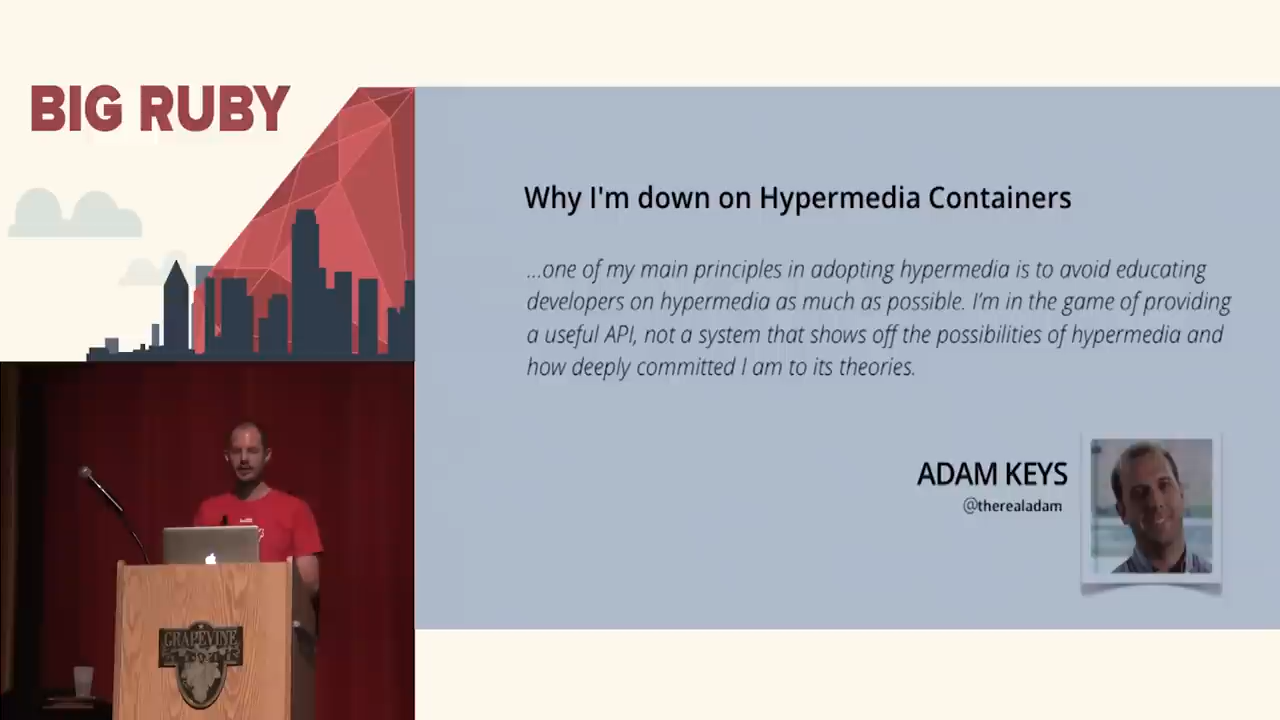 BIG RUBY
Why I'm down on Hypermedia Containers
...one of my main principles in adopting hypermedia is to avoid educating
developers on hypermedia as much as possible. I'm in the game of providing
a useful API, not a system that shows off the possibilities of hypermedia and
how deeply committed I am to its theories.
ADAM KEYS
@therealadam
GRAPEVINE